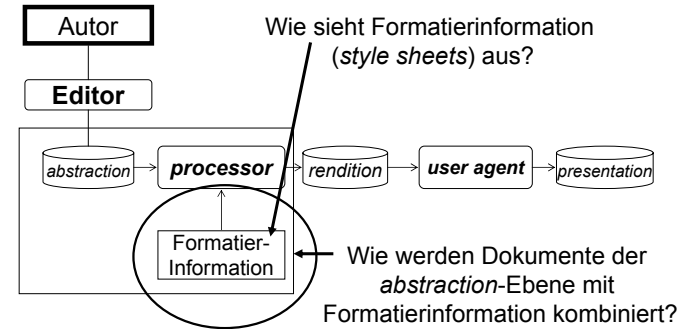 Autor
Wie sieht Formatierinformation
(style sheets) aus?
Editor
abstraction
processor
rendition
user agent
presentation
Formatier-
Information
Wie werden Dokumente der
abstraction-Ebene mit
Formatierinformation kombiniert?